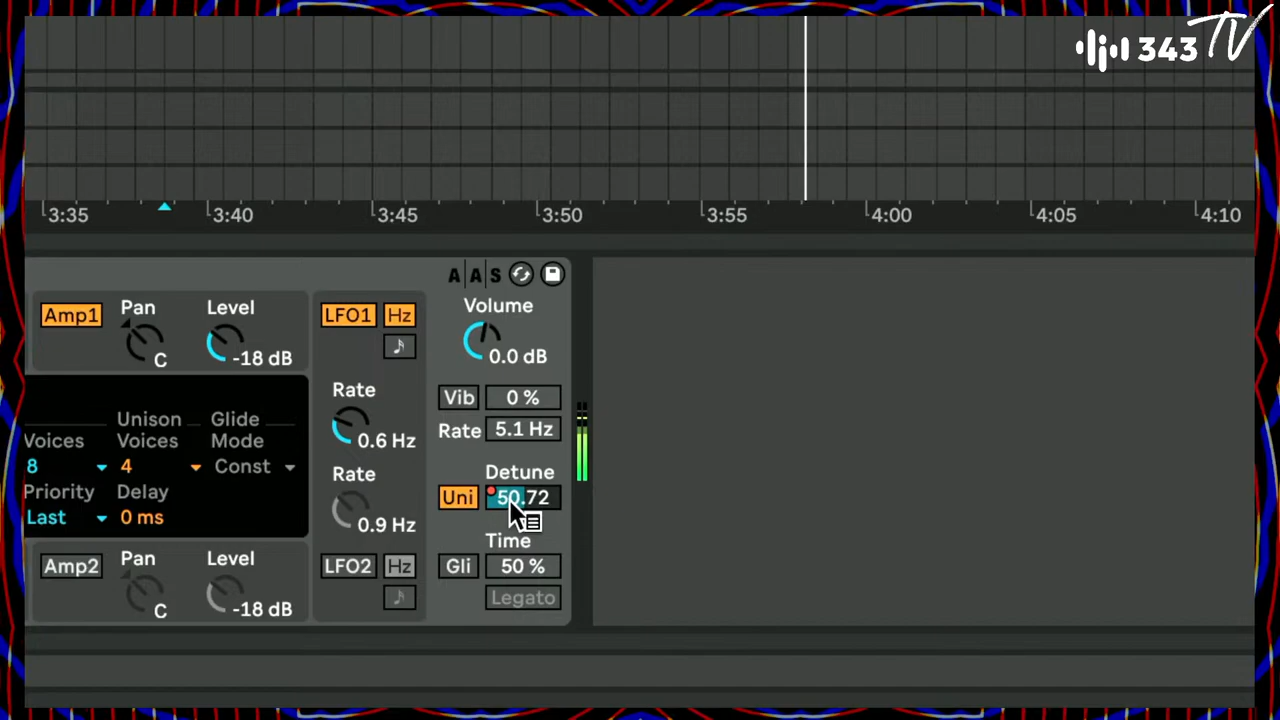 343 TV
3:35 3:40 3:45 3:50 3:55 4:00 4:05 4:10
A|A|S
Amp1 Pan Level LFO1 Hz Volume
C -18 dB 0.0 dB
Rate Vib 0 %
Unison Glide
Voices Voices Mode 0.6 Hz Rate 5.1 Hz
8 4 Const Rate Detune
Priority Delay Uni 50.72
Last 0 ms 0.9 Hz Time
Amp2 Pan Level LFO2 Hz Gli 50 %
C -18 dB Legato